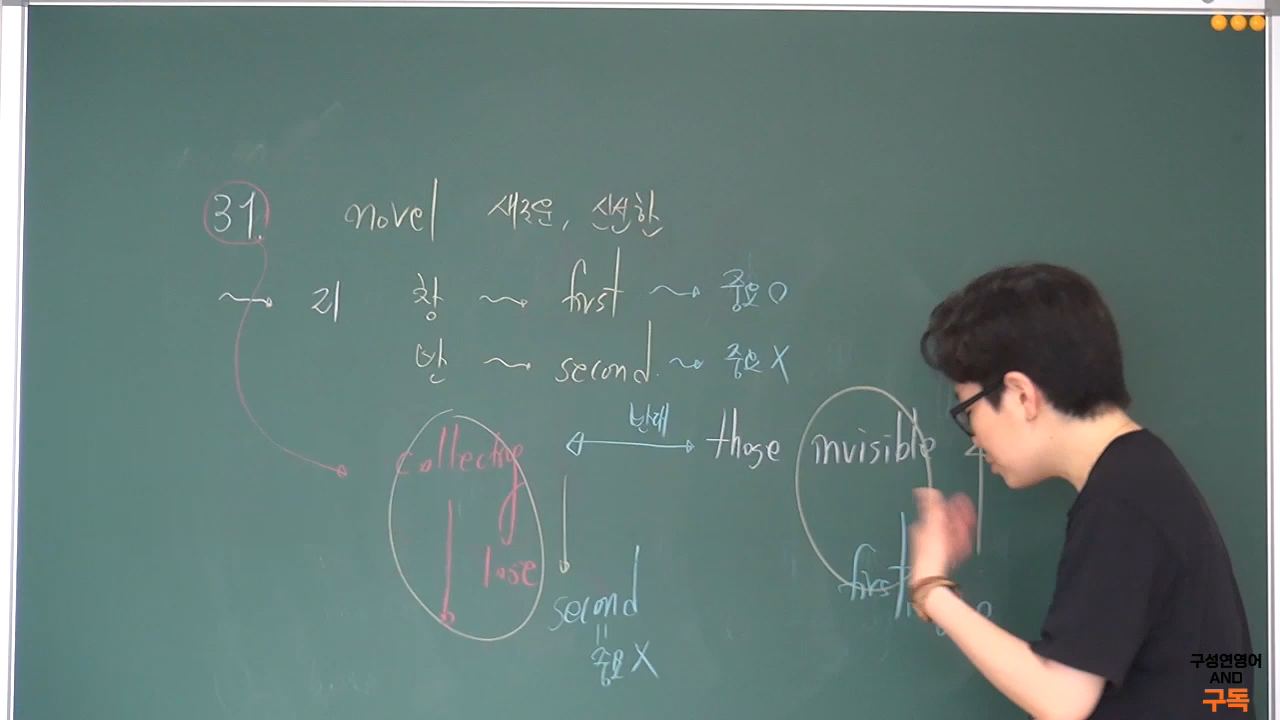 31. novel 새로운, 신선한
→ 리 창 → first → 중요 O
반 → second → 중요 X
collecting ↔ 반대 those invisible
lose
first
second
=
중요 X
구성연영어
AND
구독